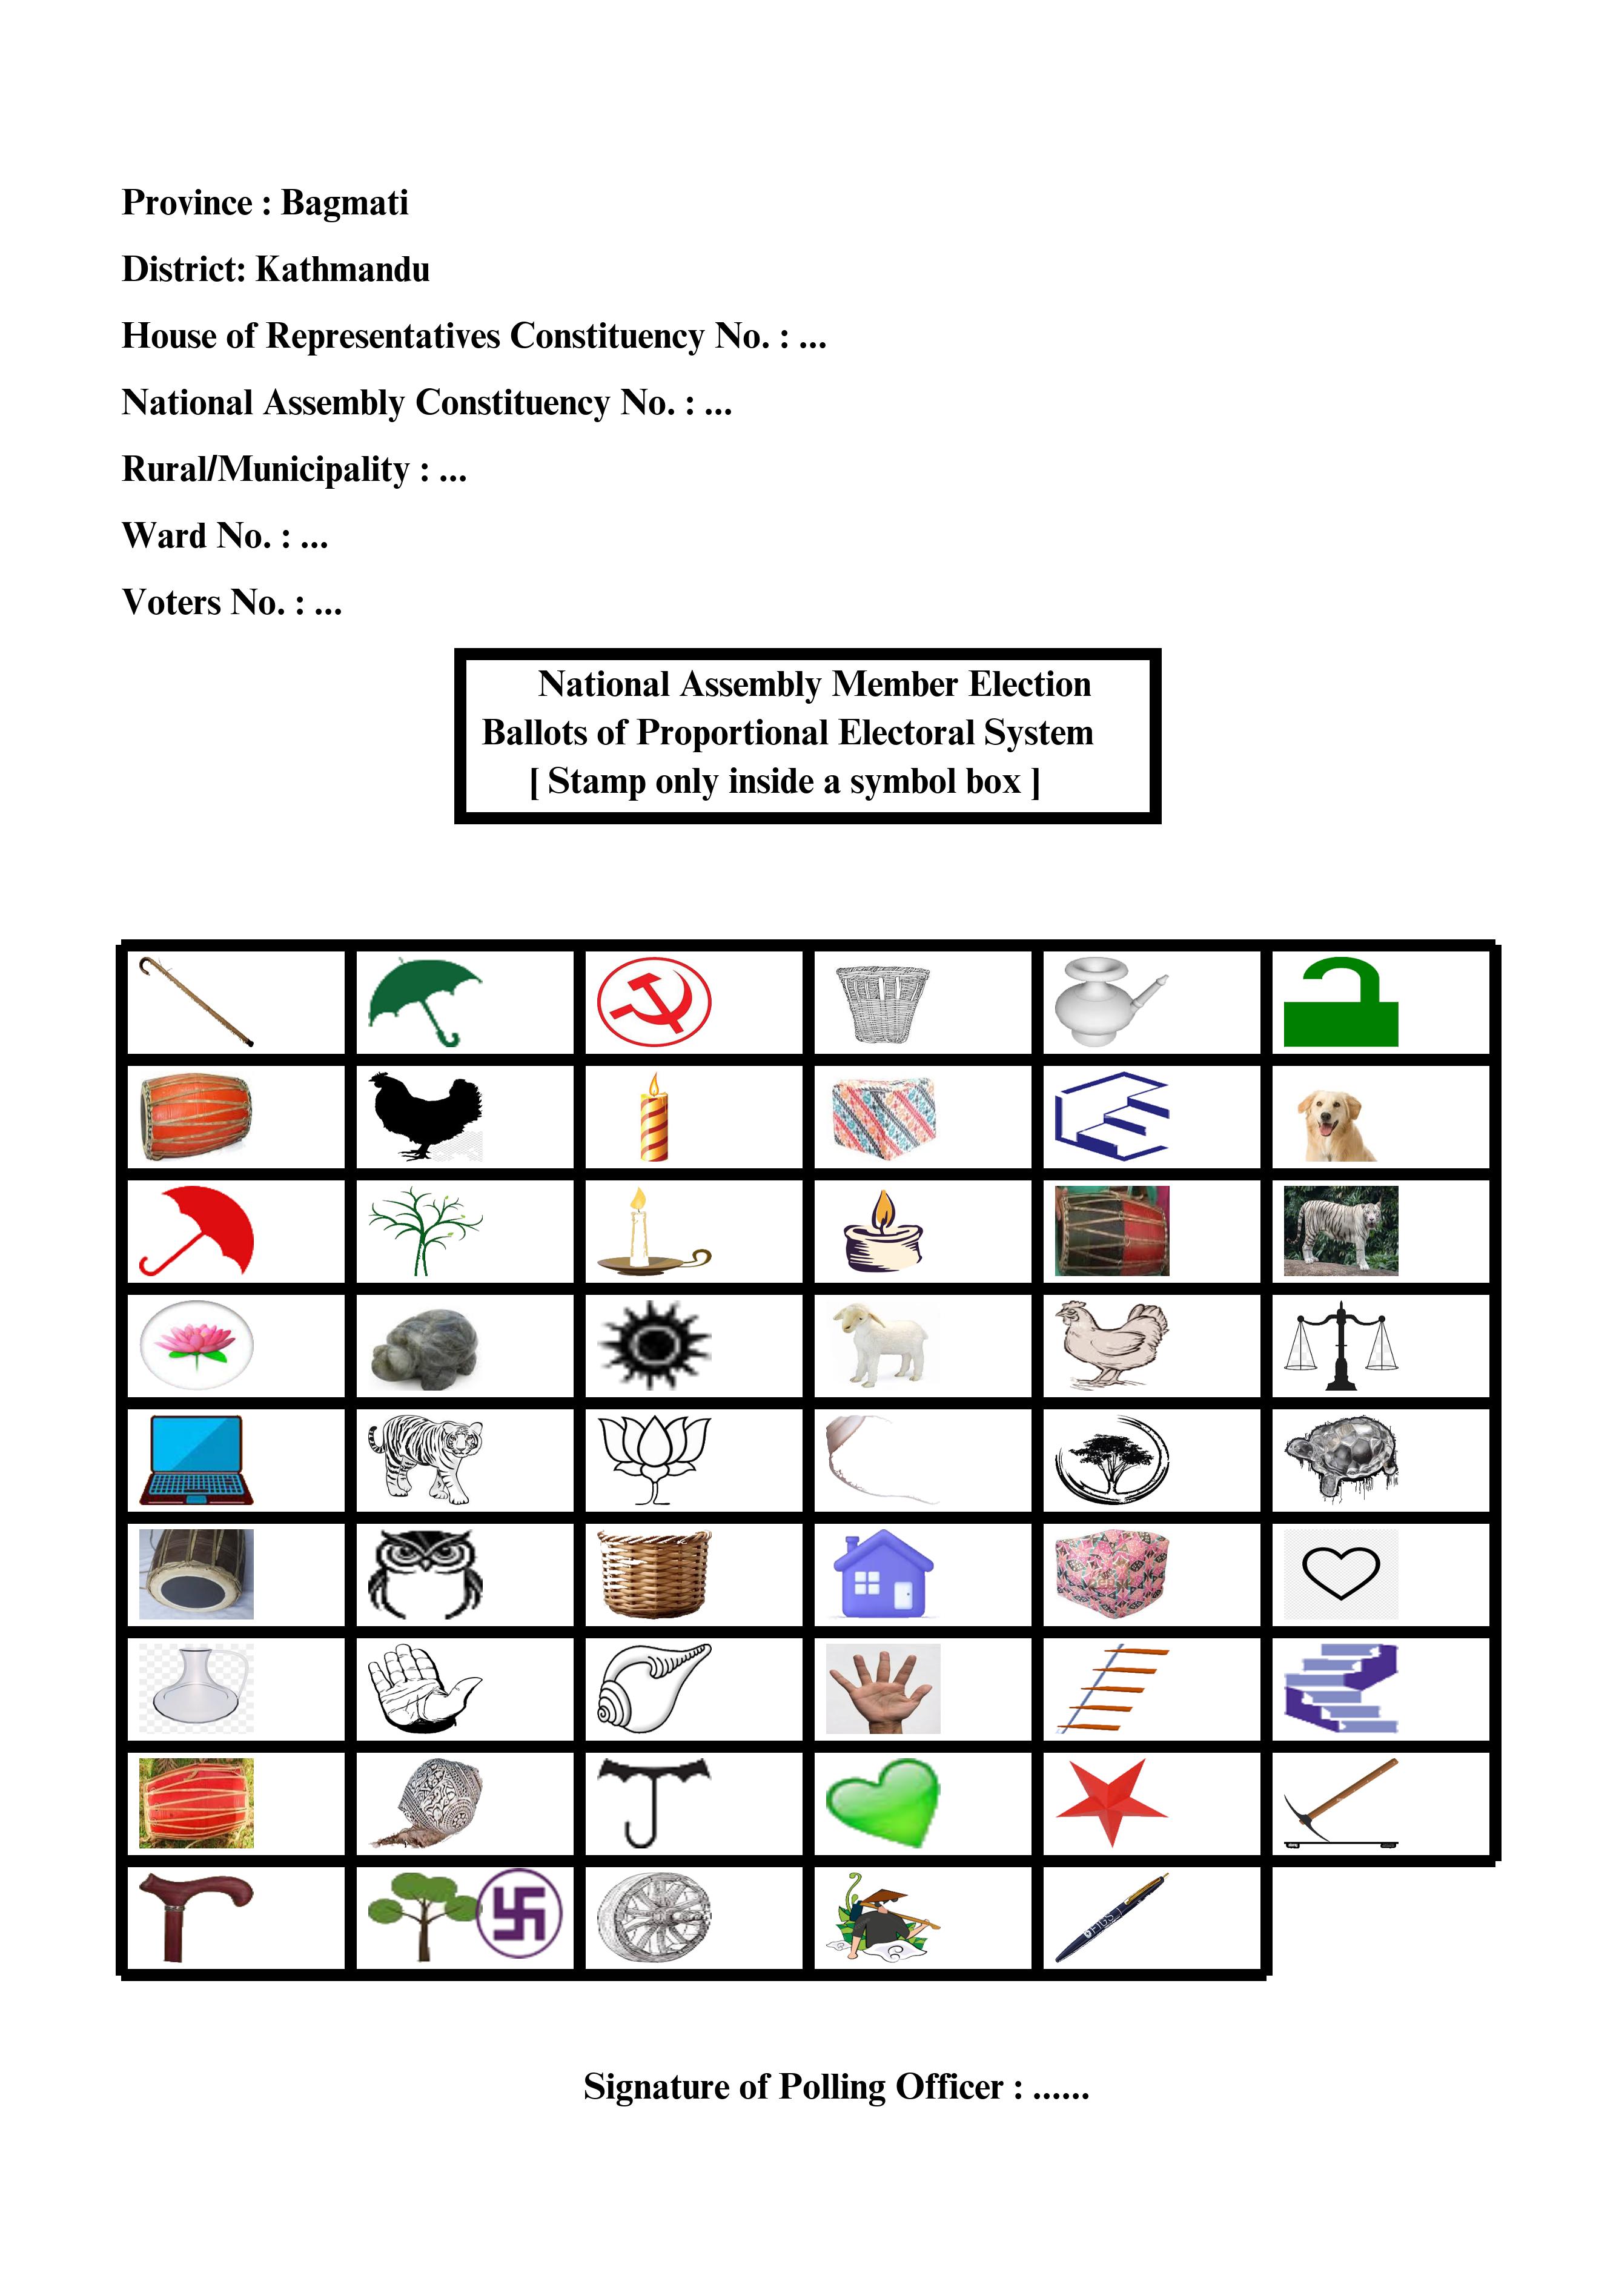 Province : Bagmati
District: Kathmandu
House of Representatives Constituency No. : ...
National Assembly Constituency No. : ...
Rural/Municipality : ...
Ward No. : ...
Voters No. : ...
National Assembly Member Election
Ballots of Proportional Electoral System
[ Stamp only inside a symbol box ]
Signature of Polling Officer : ......